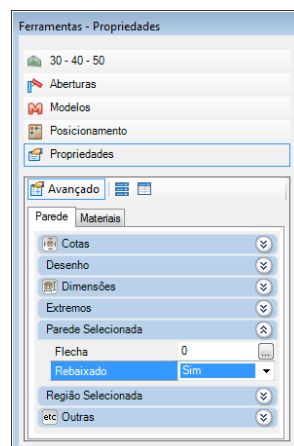 Ferramentas - Propriedades
30 - 40 - 50
Aberturas
Modelos
Posicionamento
Propriedades
Avançado
Parede Materiais
Cotas
Desenho
Dimensões
Extremos
Parede Selecionada
Flecha 0 ...
Rebaixado Sim
Região Selecionada
etc Outras